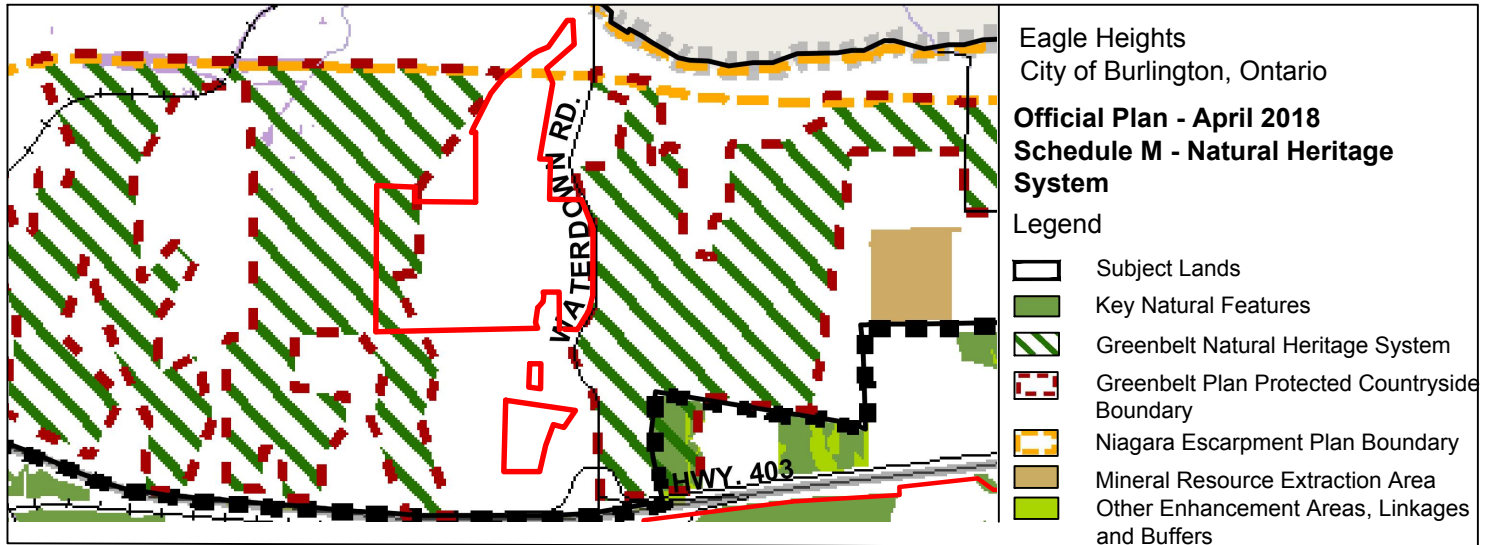 Eagle Heights
City of Burlington, Ontario
Official Plan - April 2018
Schedule M - Natural Heritage
System
Legend
Subject Lands
Key Natural Features
Greenbelt Natural Heritage System
Greenbelt Plan Protected Countryside
Boundary
Niagara Escarpment Plan Boundary
Mineral Resource Extraction Area
Other Enhancement Areas, Linkages
and Buffers
WATERDOWN RD.
HWY. 403